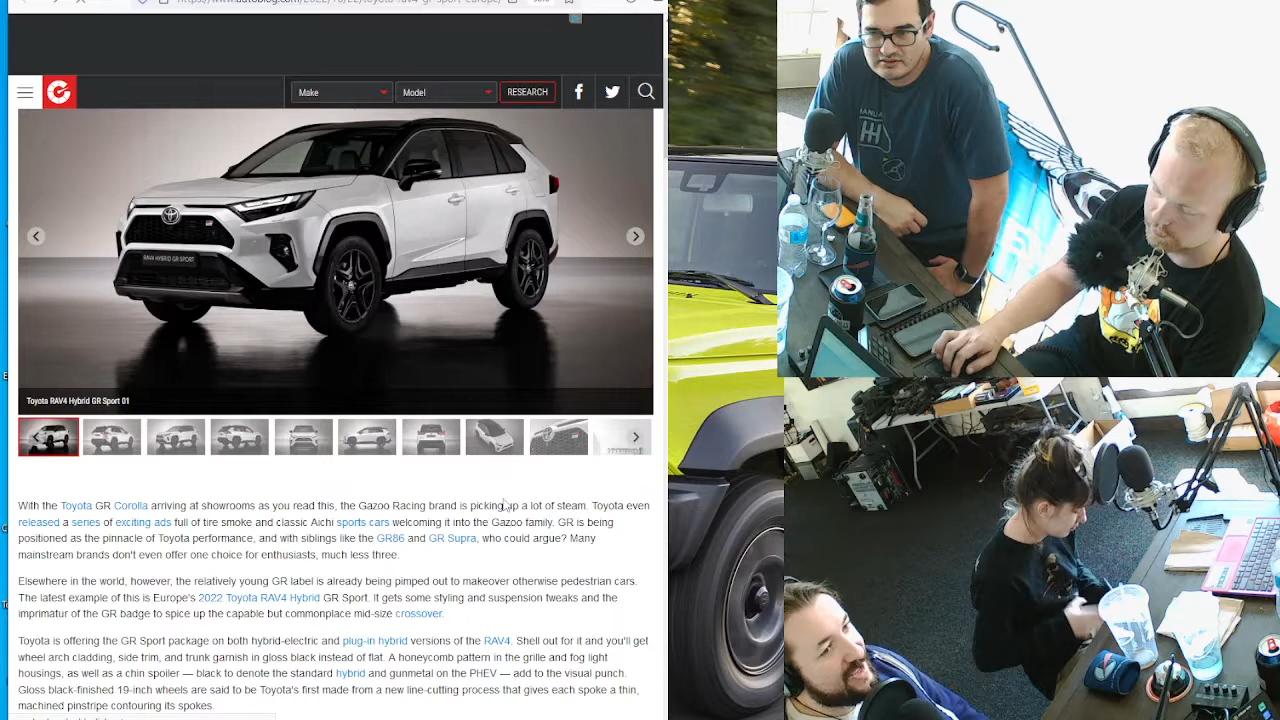 Make
Model
RESEARCH
RAV4 HYBRID GR SPORT
Toyota RAV4 Hybrid GR Sport 01
MANUAL
With the Toyota GR Corolla arriving at showrooms as you read this, the Gazoo Racing brand is picking up a lot of steam. Toyota even
released a series of exciting ads full of tire smoke and classic Aichi sports cars welcoming it into the Gazoo family. GR is being
positioned as the pinnacle of Toyota performance, and with siblings like the GR86 and GR Supra, who could argue? Many
mainstream brands don't even offer one choice for enthusiasts, much less three.
Elsewhere in the world, however, the relatively young GR label is already being pimped out to makeover otherwise pedestrian cars.
The latest example of this is Europe's 2022 Toyota RAV4 Hybrid GR Sport. It gets some styling and suspension tweaks and the
imprimatur of the GR badge to spice up the capable but commonplace mid-size crossover.
Toyota is offering the GR Sport package on both hybrid-electric and plug-in hybrid versions of the RAV4. Shell out for it and you'll get
wheel arch cladding, side trim, and trunk garnish in gloss black instead of flat. A honeycomb pattern in the grille and fog light
housings, as well as a chin spoiler — black to denote the standard hybrid and gunmetal on the PHEV — add to the visual punch.
Gloss black-finished 19-inch wheels are said to be Toyota's first made from a new line-cutting process that gives each spoke a thin,
machined pinstripe contouring its spokes.